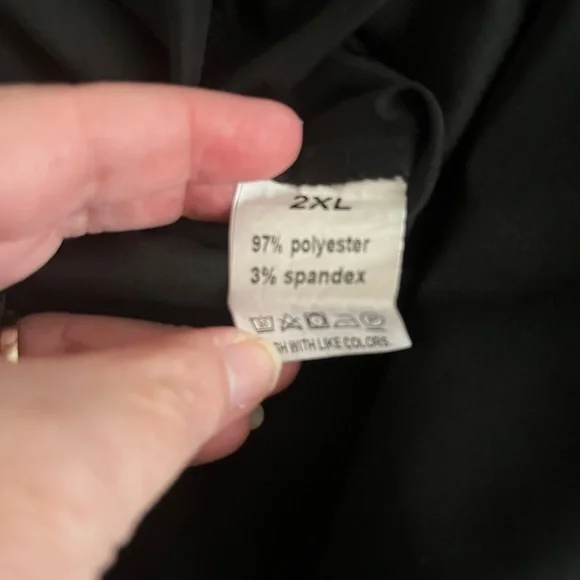 2XL
97% polyester
3% spandex
WITH LIKE COLORS